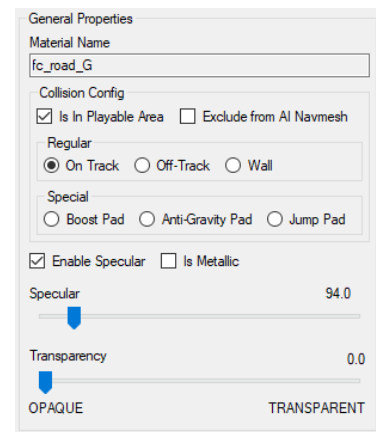 General Properties
Material Name
fc_road_G
Collision Config
Is In Playable Area Exclude from AI Navmesh
Regular
On Track Off-Track Wall
Special
Boost Pad Anti-Gravity Pad Jump Pad
Enable Specular Is Metallic
Specular 94.0
Transparency 0.0
OPAQUE TRANSPARENT